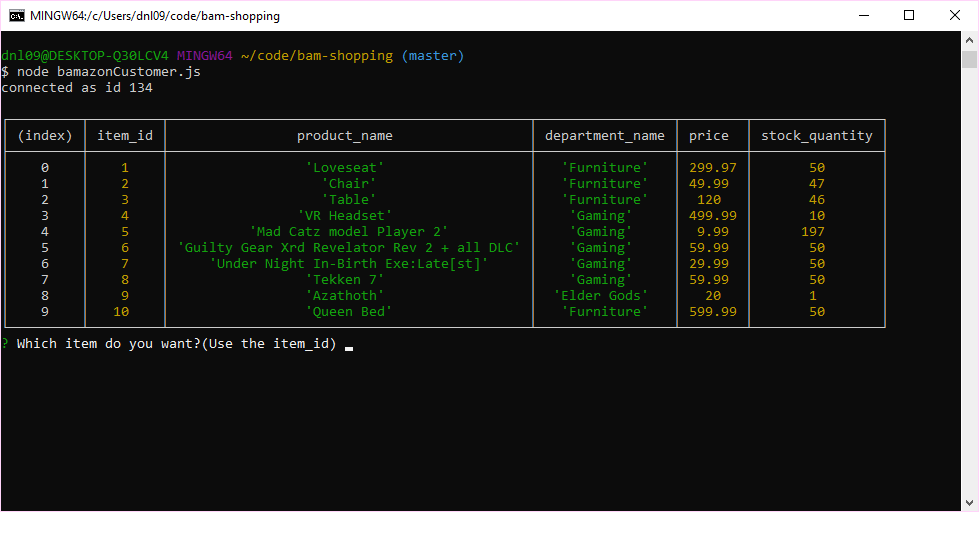 MINGW64:/c/Users/dnl09/code/bam-shopping
dnl09@DESKTOP-Q30LCV4 MINGW64 ~/code/bam-shopping (master)
$ node bamazonCustomer.js
connected as id 134
(index) item_id product_name department_name price stock_quantity
0 1 'Loveseat' 'Furniture' 299.97 50
1 2 'Chair' 'Furniture' 49.99 47
2 3 'Table' 'Furniture' 120 46
3 4 'VR Headset' 'Gaming' 499.99 10
4 5 'Mad Catz model Player 2' 'Gaming' 9.99 197
5 6 'Guilty Gear Xrd Revelator Rev 2 + all DLC' 'Gaming' 59.99 50
6 7 'Under Night In-Birth Exe:Late[st]' 'Gaming' 29.99 50
7 8 'Tekken 7' 'Gaming' 59.99 50
8 9 'Azathoth' 'Elder Gods' 20 1
9 10 'Queen Bed' 'Furniture' 599.99 50
? Which item do you want?(Use the item_id)